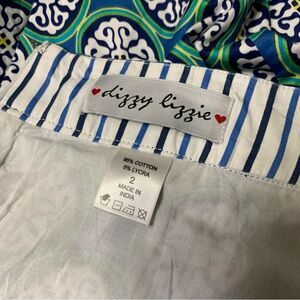 dizzy lizzie
95% COTTON
5% LYCRA
2
MADE IN
INDIA